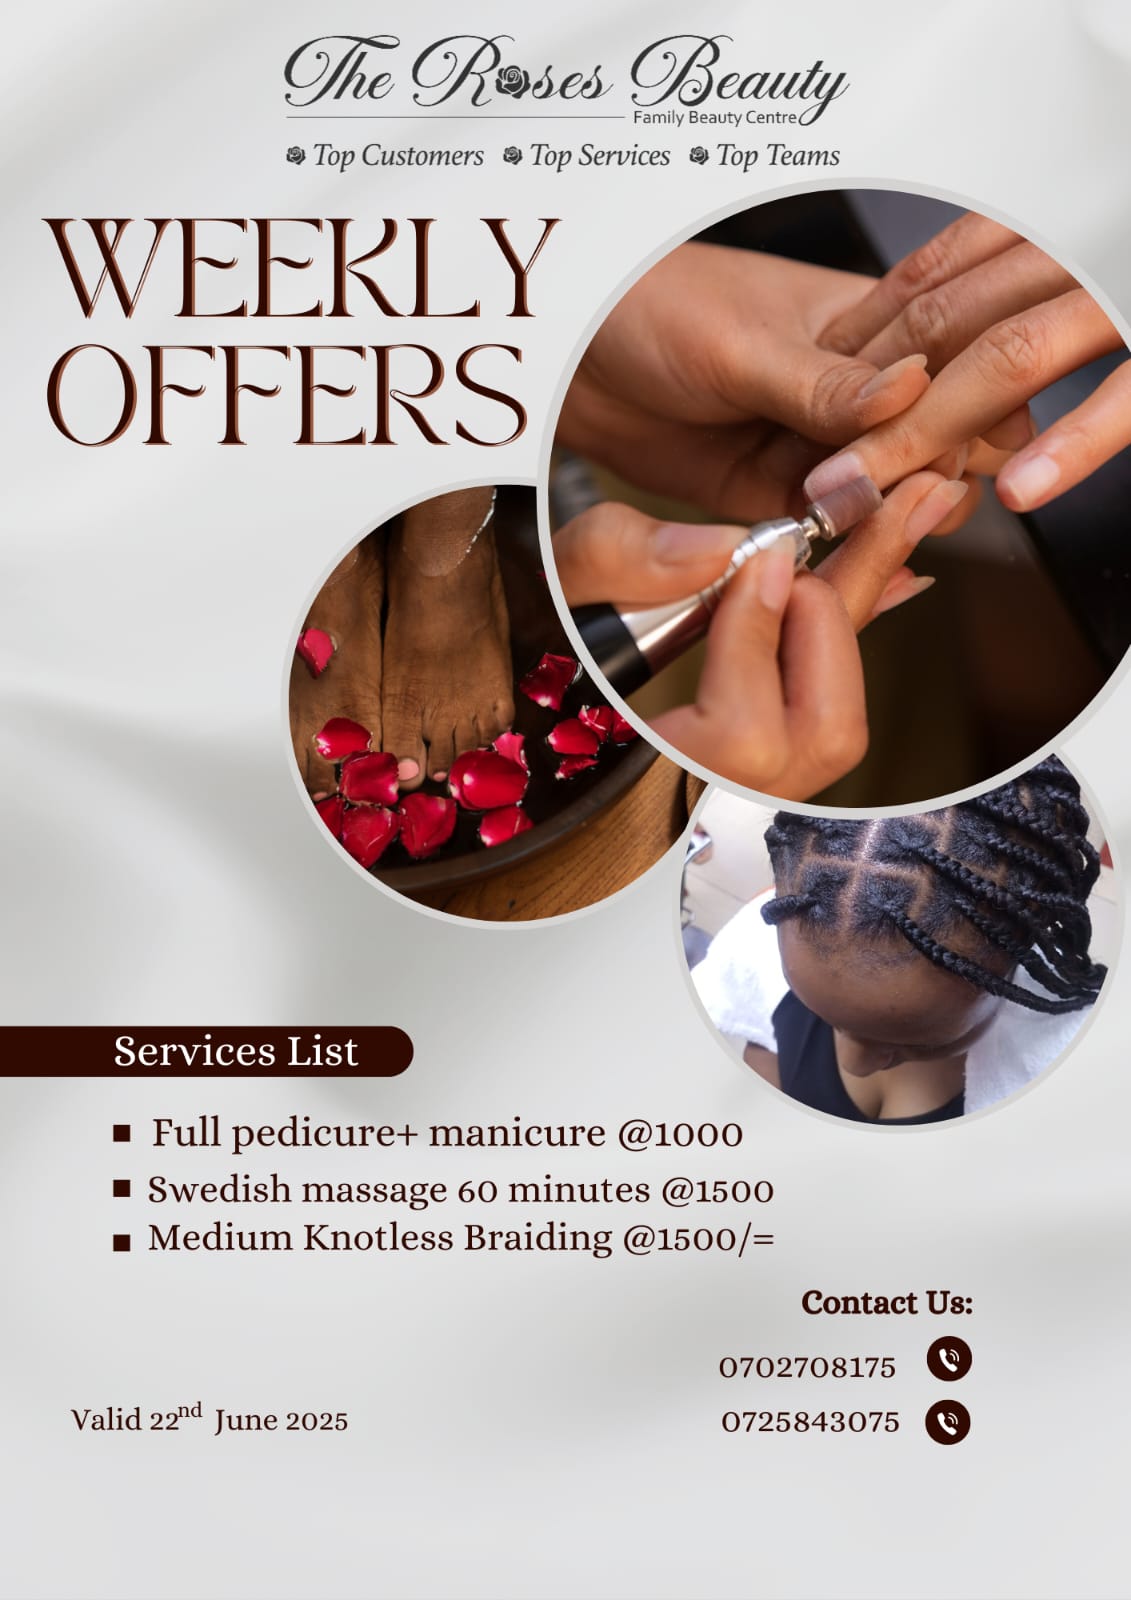 The Roses Beauty
Family Beauty Centre
Top Customers Top Services Top Teams
WEEKLY
OFFERS
Services List
Full pedicure+ manicure @1000
Swedish massage 60 minutes @1500
Medium Knotless Braiding @1500/=
Contact Us:
0702708175
Valid 22nd June 2025
0725843075